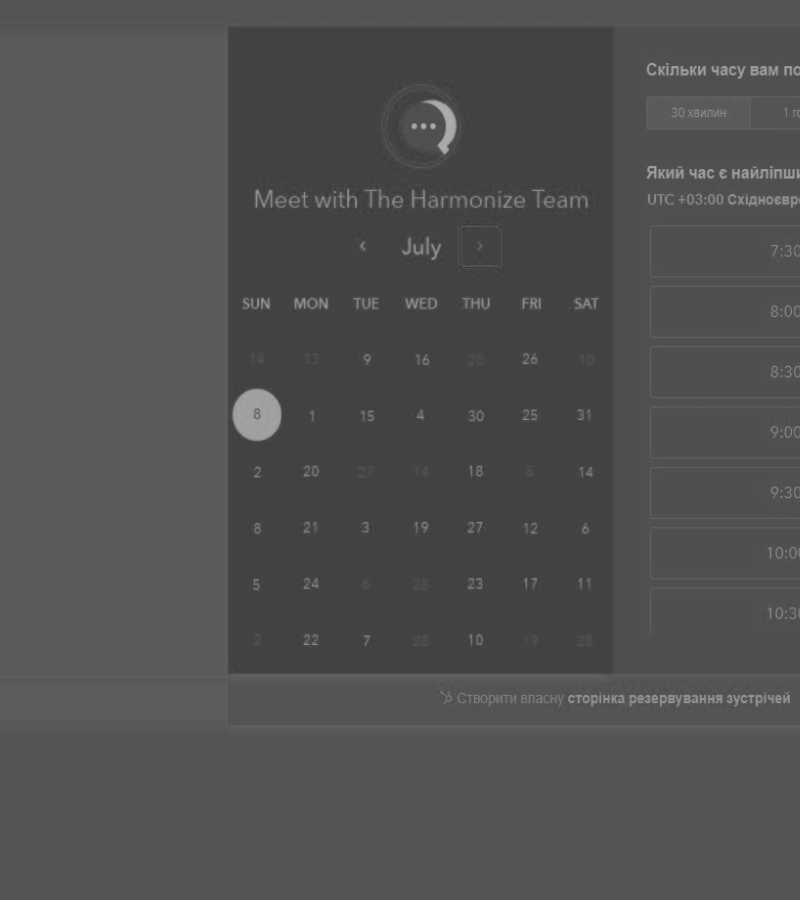 Meet with The Harmonize Team
July
SUN MON TUE WED THU FRI SAT
14 13 9 16 20 26 10
8 1 15 4 30 25 31
2 20 27 14 18 5 14
8 21 3 19 27 12 6
5 24 6 25 23 17 11
2 22 7 28 10 19 28
Скільки часу вам по
30 хвилин 1 го
Який час є найліпши
UTC +03:00 Східноєвро
7:30
8:00
8:30
9:00
9:30
10:00
10:30
Створити власну сторінка резервування зустрічей